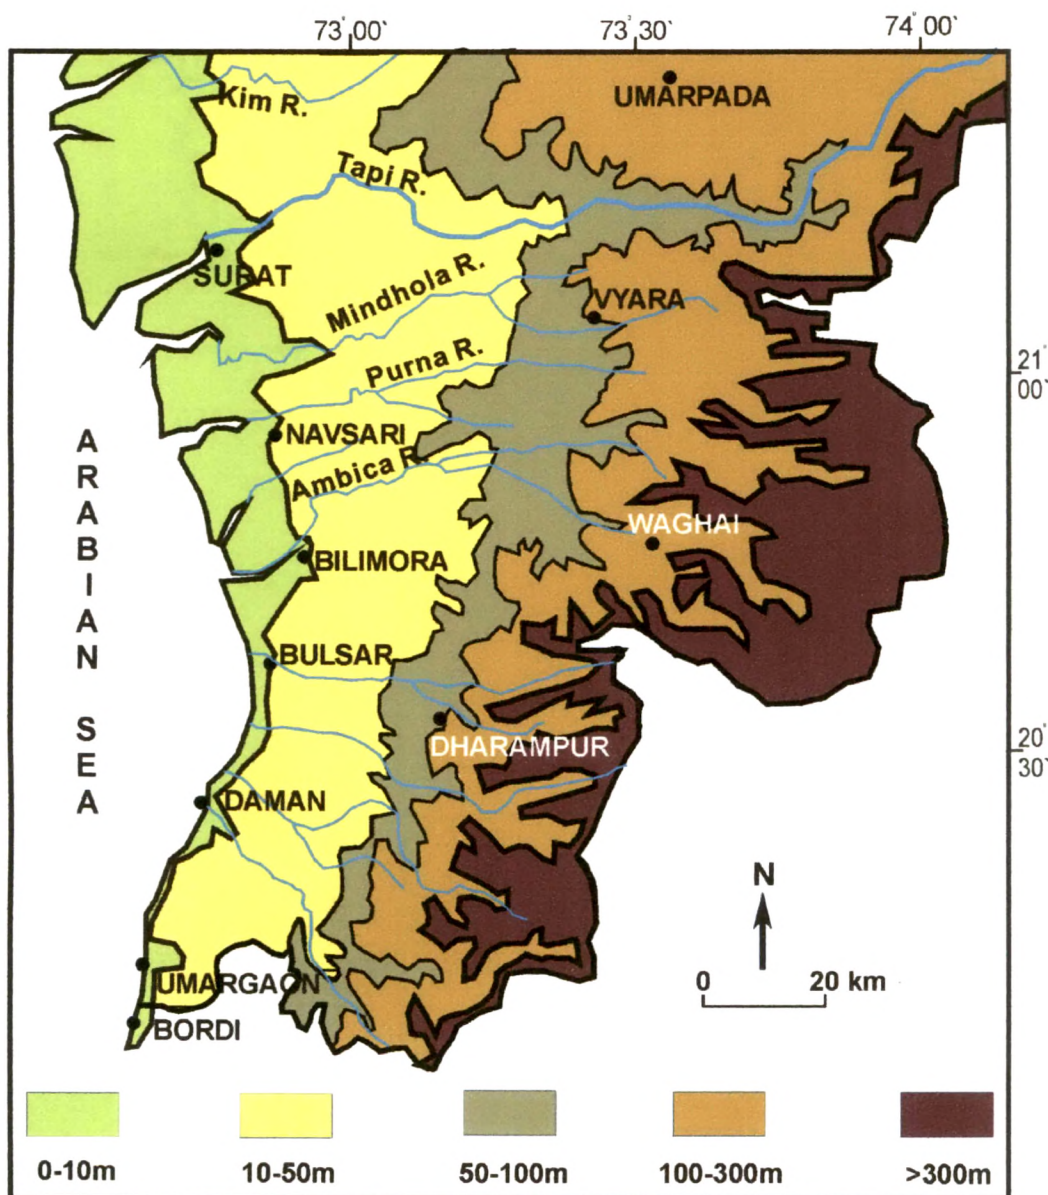 73° 00'
73° 30'
74° 00'
Kim R.
UMARPADA
Tapi R.
SURAT
Mindhola R.
VYARA
Purna R.
21° 00'
ARABIAN SEA
NAVSARI
Ambica R.
WAGHAI
BILIMORA
BULSAR
DHARAMPUR
20° 30'
DAMAN
N
UMARGAON
0 20 km
BORDI
0-10m
10-50m
50-100m
100-300m
>300m